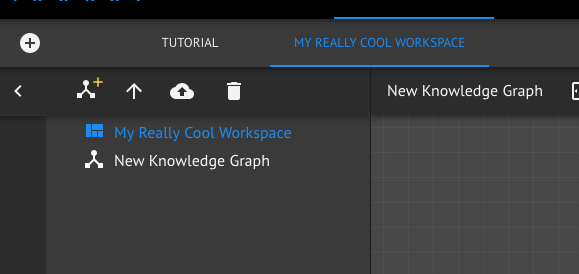 TUTORIAL
MY REALLY COOL WORKSPACE
New Knowledge Graph
My Really Cool Workspace
New Knowledge Graph